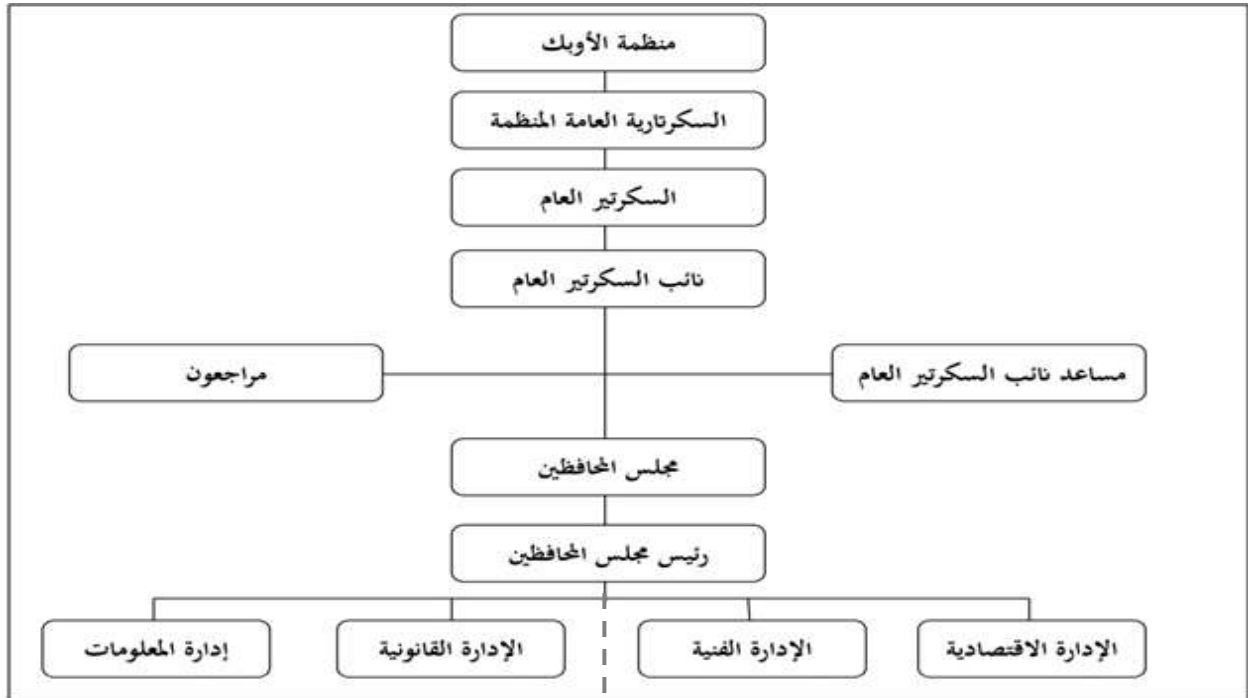 منظمة الأوبك
السكرتارية العامة المنظمة
السكرتير العام
نائب السكرتير العام
مساعد نائب السكرتير العام
مراجعون
مجلس المحافظين
رئيس مجلس المحافظين
الإدارة الاقتصادية
الإدارة الفنية
الإدارة القانونية
إدارة المعلومات